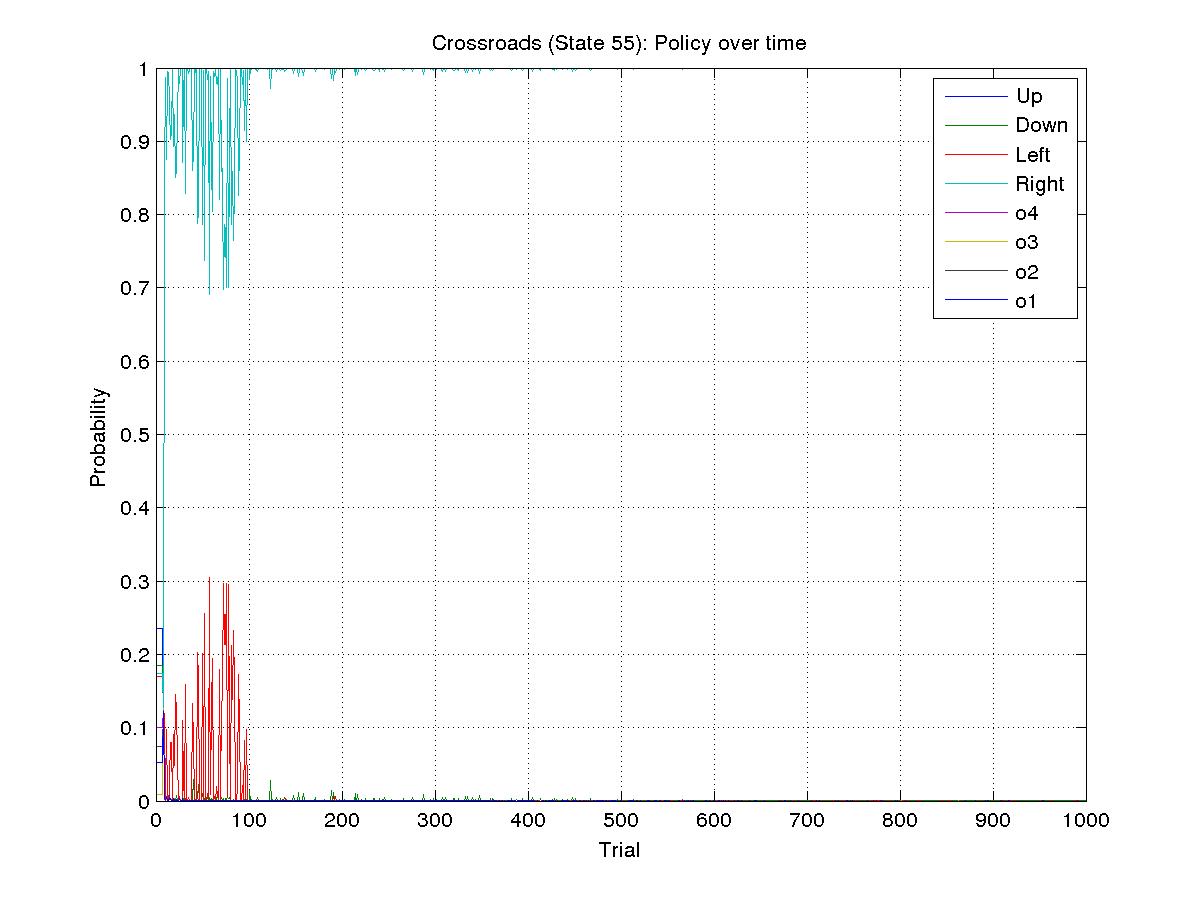 Crossroads (State 55): Policy over time
1
0.9
0.8
0.7
0.6
0.5
0.4
0.3
0.2
0.1
0
Probability
Up
Down
Left
Right
o4
o3
o2
o1
0 100 200 300 400 500 600 700 800 900 1000
Trial